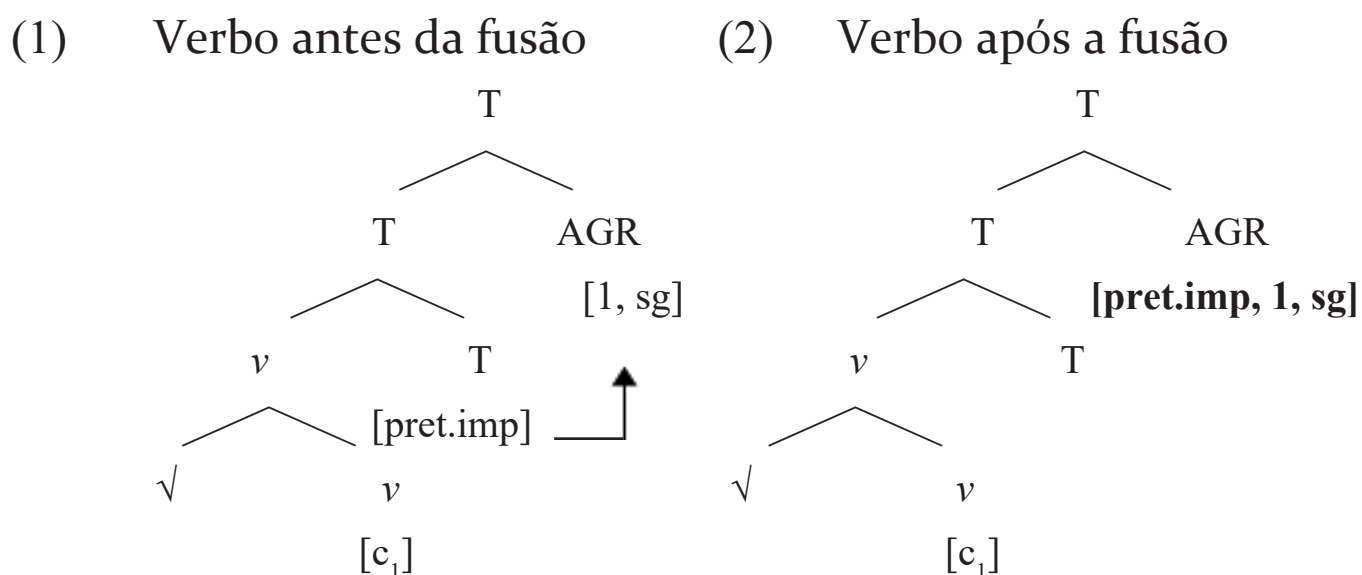 (1) Verbo antes da fusão (2) Verbo após a fusão
T T
T AGR T AGR
[1, sg] [pret.imp, 1, sg]
v T v T
[pret.imp]
√ v √ v
[c₁] [c₁]